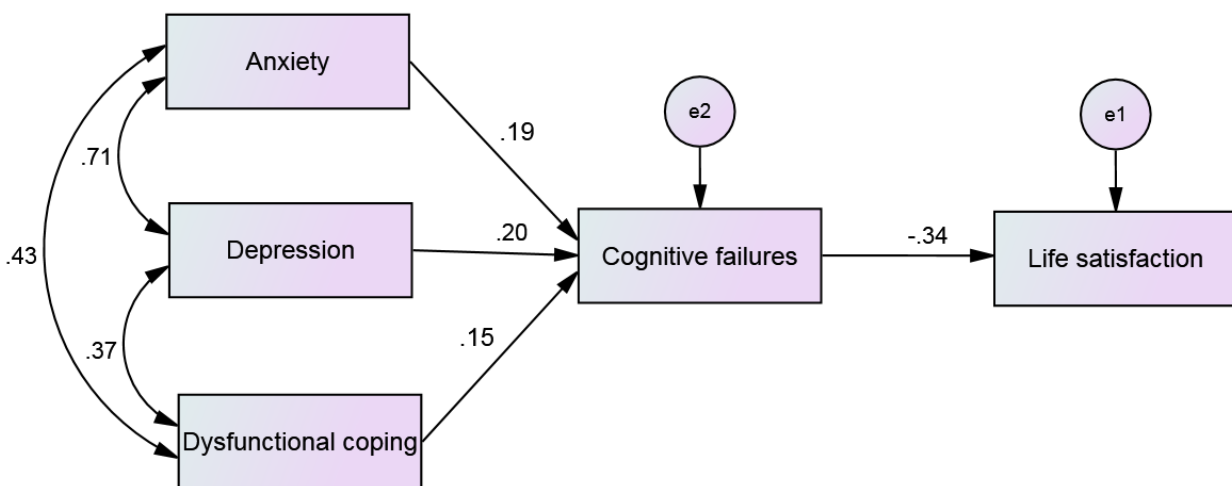 Anxiety
e2
e1
.19
.71
Depression
.20
Cognitive failures
-.34
Life satisfaction
.43
.37
.15
Dysfunctional coping